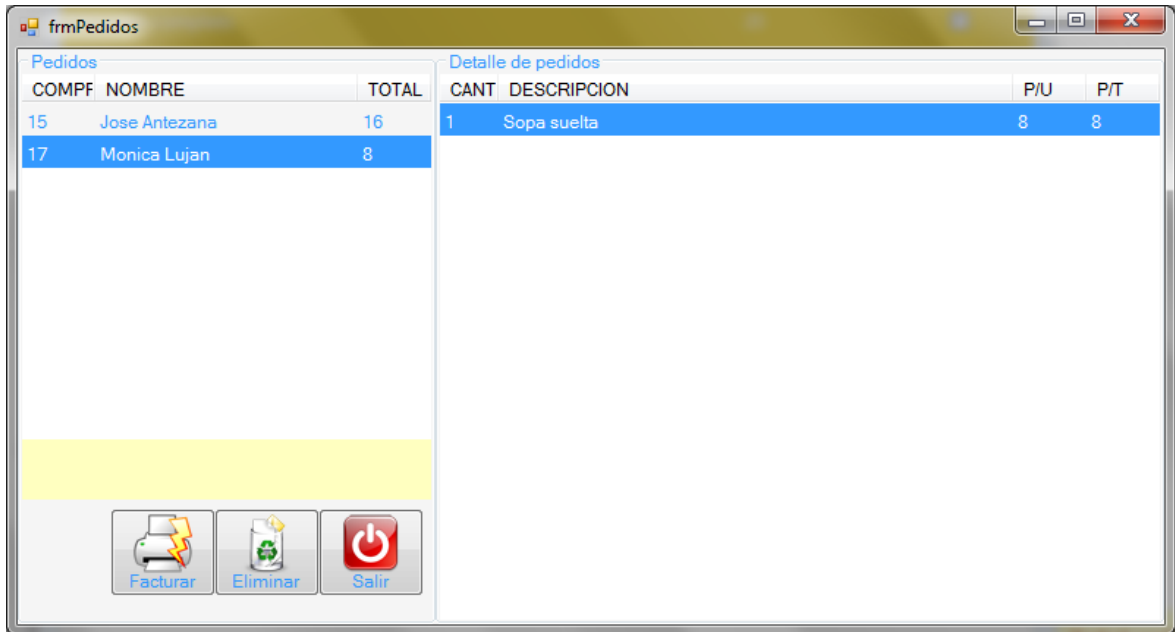 frmPedidos
Pedidos
COMPF NOMBRE TOTAL
15 Jose Antezana 16
17 Monica Lujan 8
Detalle de pedidos
CANT DESCRIPCION P/U P/T
1 Sopa suelta 8 8
Facturar Eliminar Salir